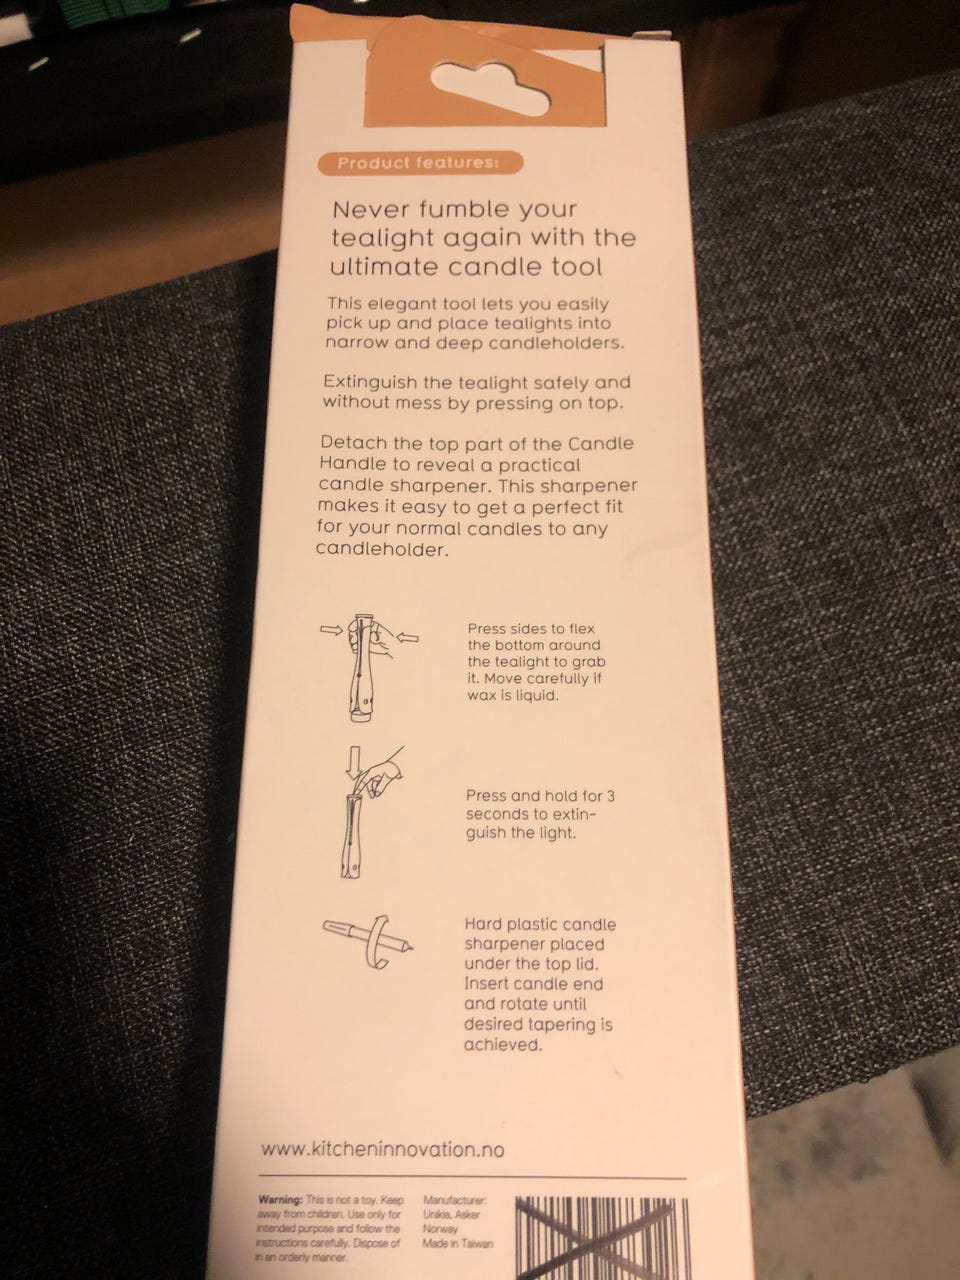 Product features:
Never fumble your
tealight again with the
ultimate candle tool
This elegant tool lets you easily
pick up and place tealights into
narrow and deep candleholders.
Extinguish the tealight safely and
without mess by pressing on top.
Detach the top part of the Candle
Handle to reveal a practical
candle sharpener. This sharpener
makes it easy to get a perfect fit
for your normal candles to any
candleholder.
Press sides to flex
the bottom around
the tealight to grab
it. Move carefully if
wax is liquid.
Press and hold for 3
seconds to extin-
guish the light.
Hard plastic candle
sharpener placed
under the top lid.
Insert candle end
and rotate until
desired tapering is
achieved.
www.kitcheninnovation.no
Warning: This is not a toy. Keep
away from children. Use only for
intended purpose and follow the
instructions carefully. Dispose of
in an orderly manner.
Manufacturer:
Unikia, Asker
Norway
Made in Taiwan